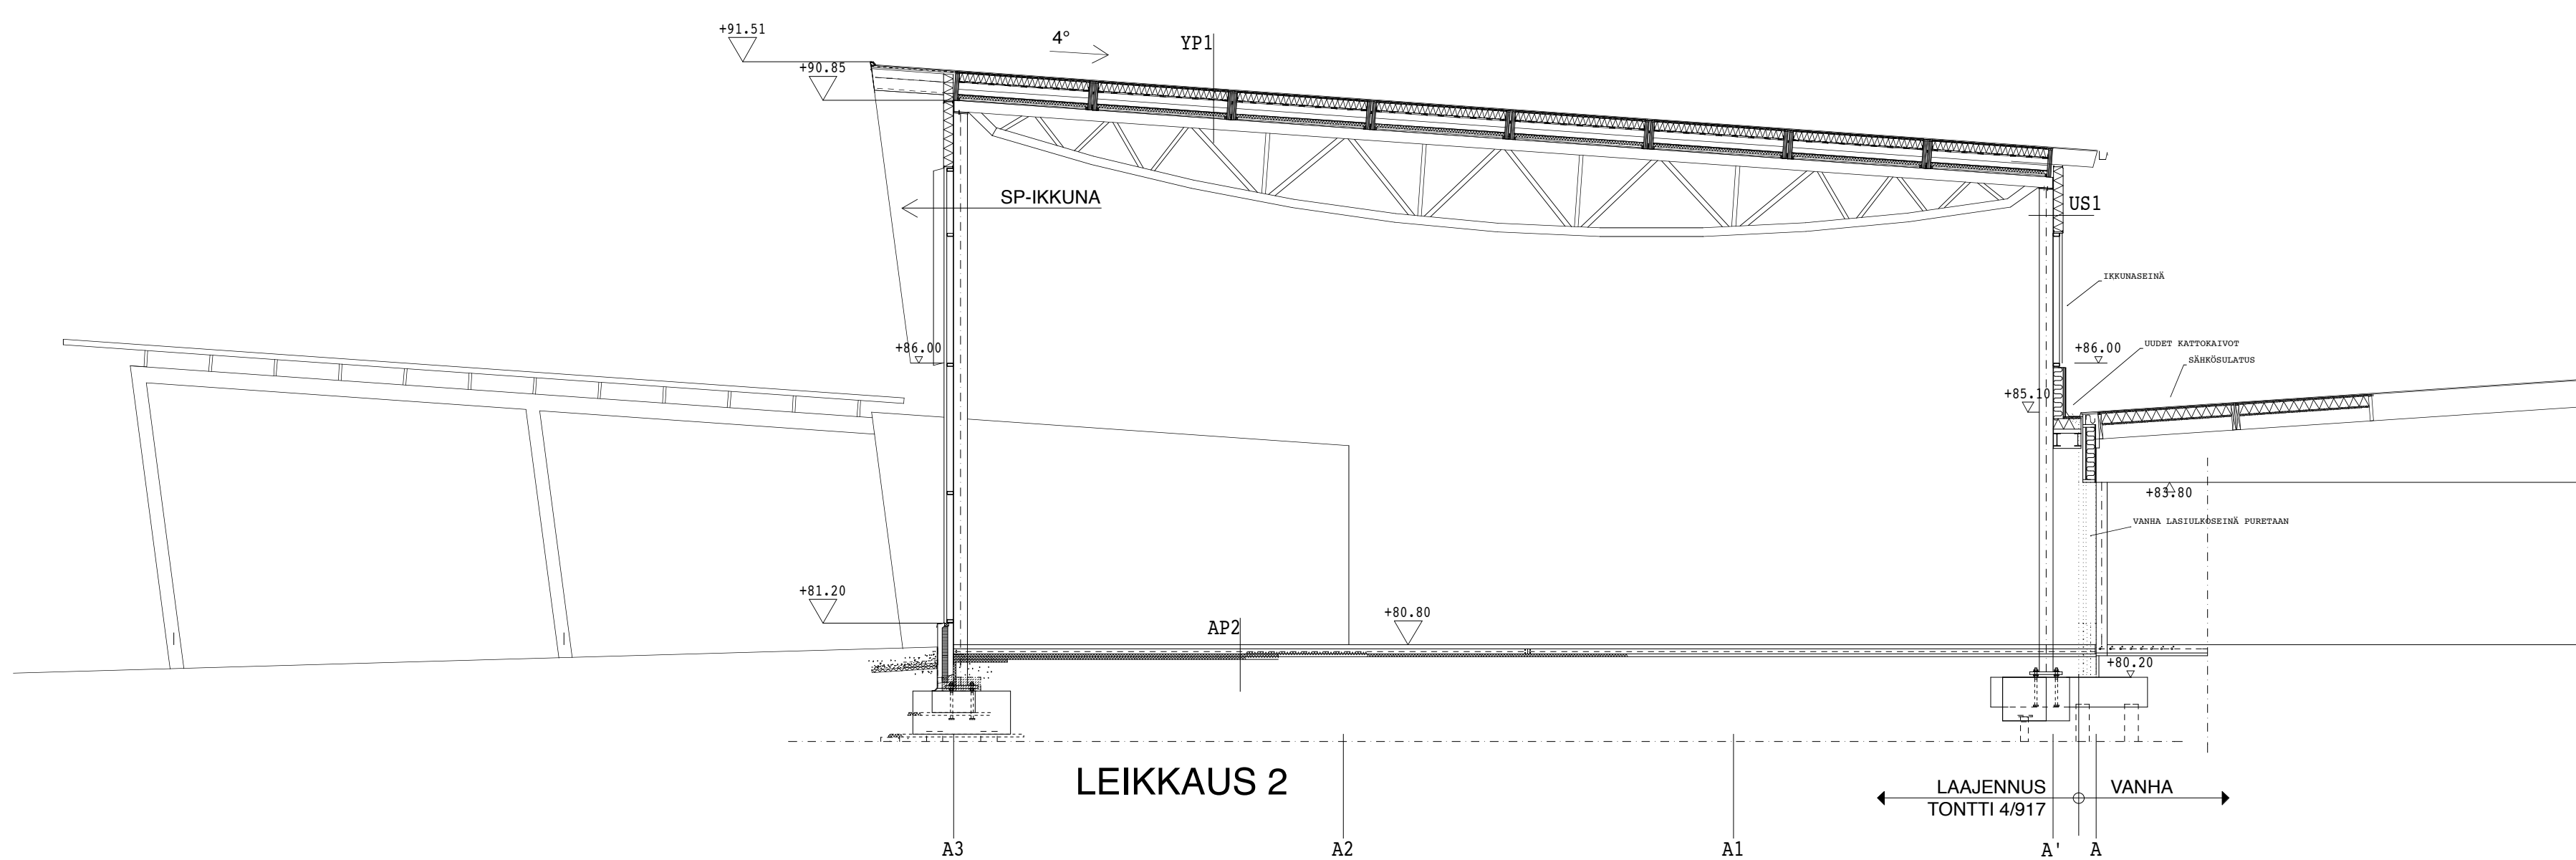 +91.51
4°
YP1
+90.85
SP-IKKUNA
US1
IKKUNASEINÄ
+86.00
UUDET KATTOKAIVOT
+86.00
SÄHKÖSULATUS
+85.10
+83.80
VANHA LASIULKOSEINÄ PURETAAN
+81.20
+80.80
AP2
+80.20
LEIKKAUS 2
LAAJENNUS
VANHA
TONTTI 4/917
A3
A2
A1
A'
A